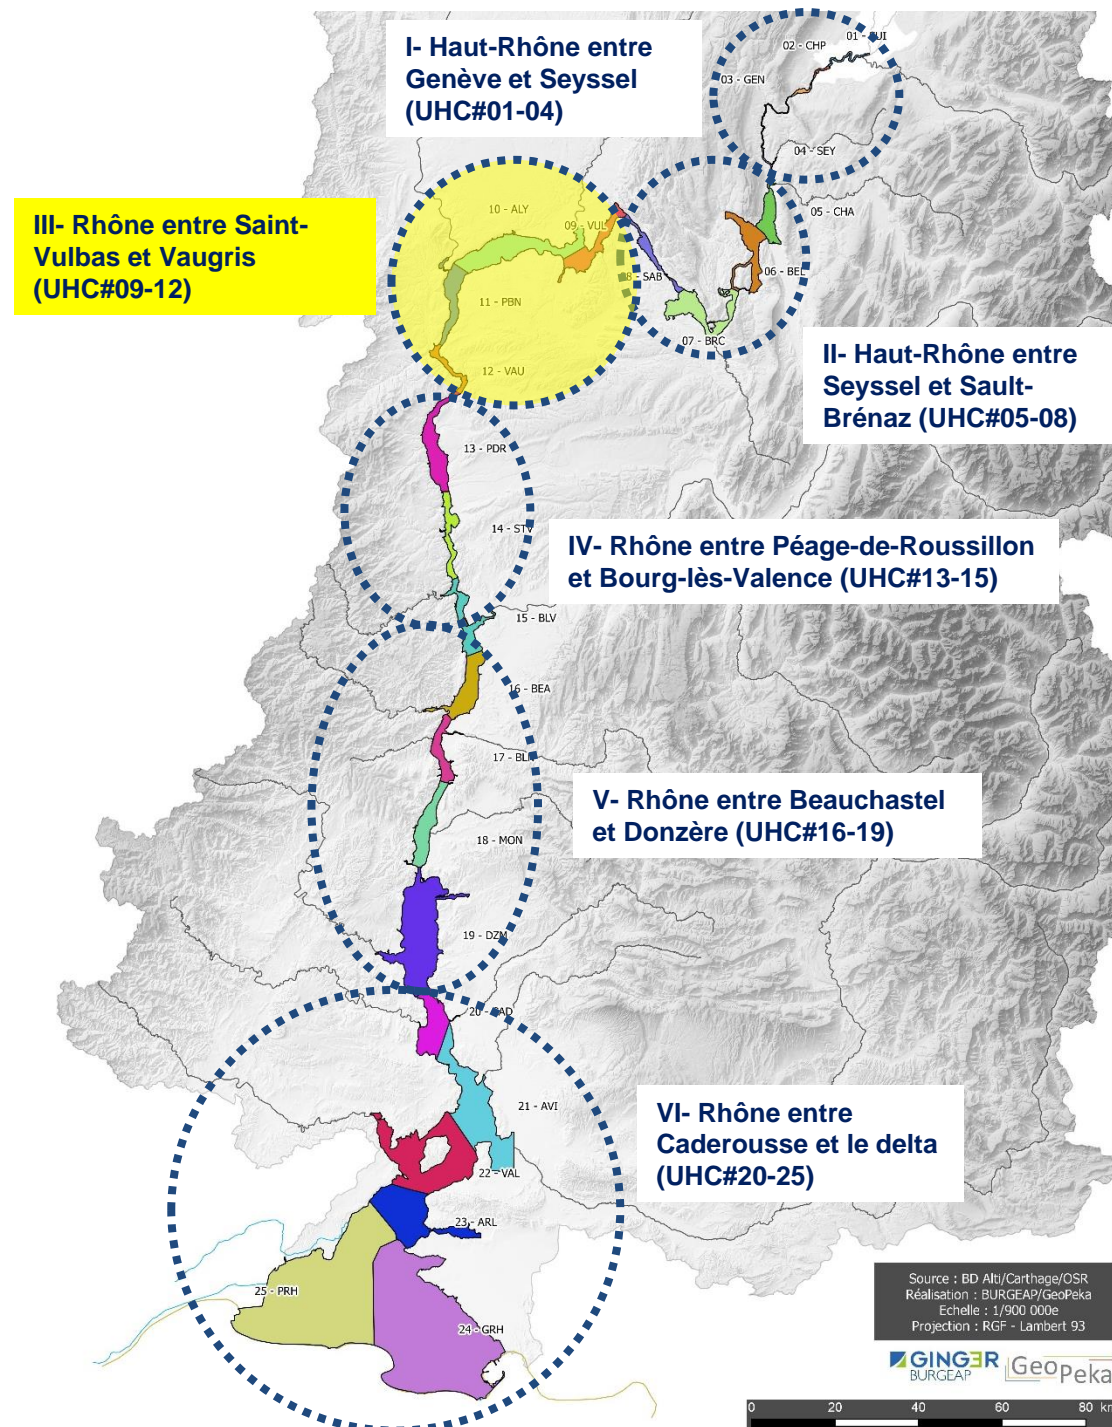 I- Haut-Rhône entre
Genève et Seyssel
(UHC#01-04)
02 - CHP
03 - GEN
04 - SEY
III- Rhône entre Saint-
Vulbas et Vaugris
(UHC#09-12)
10 - ALY
09 - VUL
05 - CHA
06 - BEL
SAB
11 - PBN
07 - BRC
12 - VAU
II- Haut-Rhône entre
Seyssel et Sault-
Brénaz (UHC#05-08)
13 - PDR
14 - STV
IV- Rhône entre Péage-de-Roussillon
et Bourg-lès-Valence (UHC#13-15)
15 - BLV
16 - BEA
17 -
V- Rhône entre Beauchastel
et Donzère (UHC#16-19)
18 - MON
19 - DZM
20 -
21 - AVI
VI- Rhône entre
Caderousse et le delta
(UHC#20-25)
22 - VAL
23 - ARL
25 - PRH
24 - GRH
Source : BD Alti/Carthage/OSR
Réalisation : BURGEAP/GeoPeka
Echelle : 1/900 000e
Projection : RGF - Lambert 93
GINGER
BURGEAP
GeoPeka
0 20 40 60 80 km